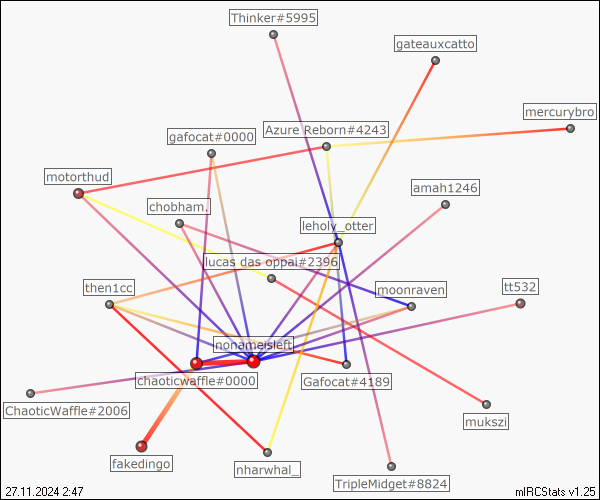 Thinker#5995
gateauxcatto
mercurybro
Azure Reborn#4243
gafocat#0000
motorthud
amah1246
chobham.
leholy_otter
lucas das oppai#2396
then1cc
moonraven
tt532
nonamersleft
chaoticwaffle#0000
Gafocat#4189
ChaoticWaffle#2006
mukszi
fakedingo
nharwhal_
TripleMidget#8824
27.11.2024 2:47
mIRCStats v1.25